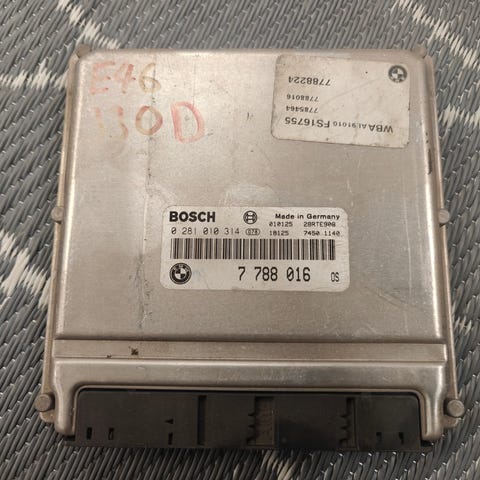 E46
330D
7788224
7788016
7785464
WBAAL91010 FS16755
BOSCH
Made in Germany
0 281 010 314
010125 28RTE908
18125 7450 1140
7 788 016 OS